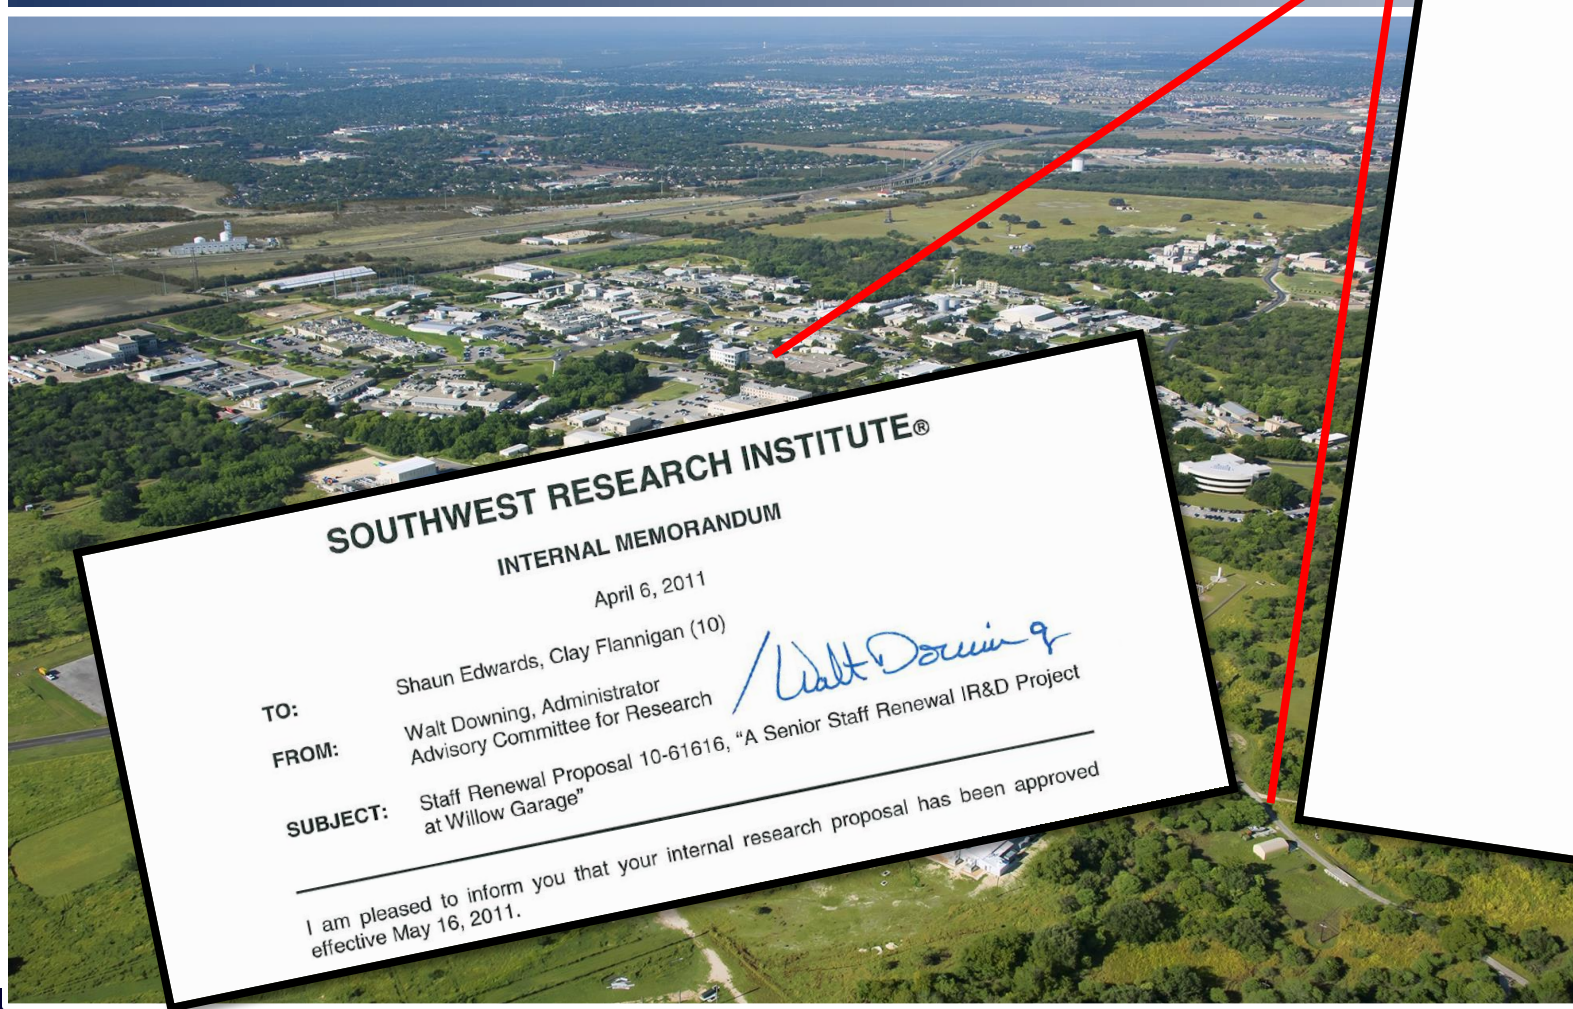 SOUTHWEST RESEARCH INSTITUTE®
INTERNAL MEMORANDUM
April 6, 2011
TO: Shaun Edwards, Clay Flannigan (10)
FROM: Walt Downing, Administrator
Advisory Committee for Research
Walt Downing
SUBJECT: Staff Renewal Proposal 10-61616, “A Senior Staff Renewal IR&D Project
at Willow Garage”
I am pleased to inform you that your internal research proposal has been approved
effective May 16, 2011.